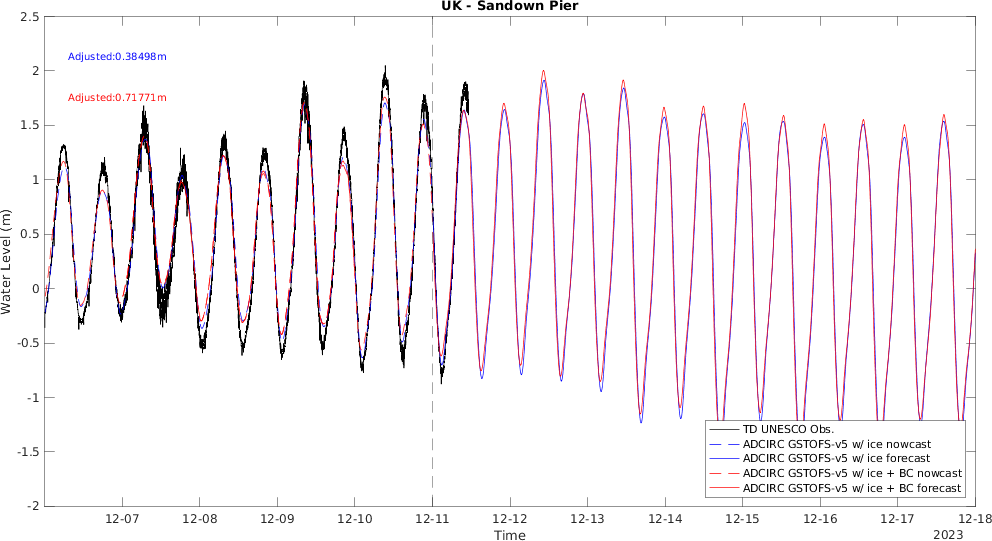 UK - Sandown Pier
2.5
2
1.5
1
0.5
0
-0.5
-1
-1.5
-2
Water Level (m)
Adjusted:0.38498m
Adjusted:0.71771m
TD UNESCO Obs.
ADCIRC GSTOFS-v5 w/ ice nowcast
ADCIRC GSTOFS-v5 w/ ice forecast
ADCIRC GSTOFS-v5 w/ ice + BC nowcast
ADCIRC GSTOFS-v5 w/ ice + BC forecast
12-07 12-08 12-09 12-10 12-11 12-12 12-13 12-14 12-15 12-16 12-17 12-18
Time
2023